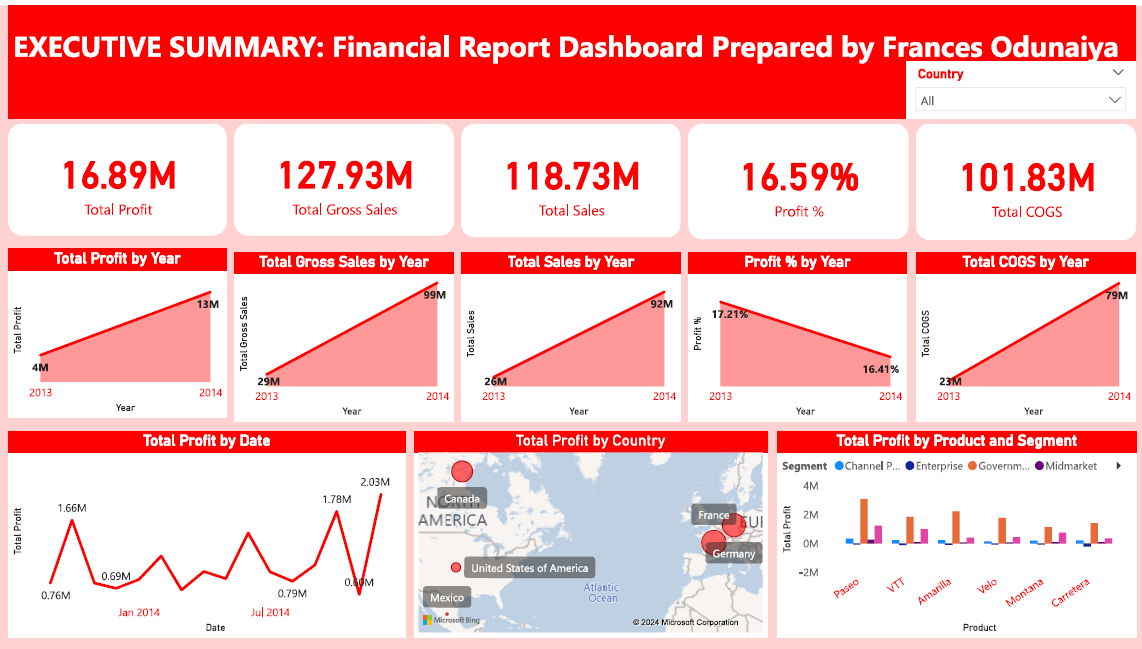 EXECUTIVE SUMMARY: Financial Report Dashboard Prepared by Frances Odunaiya
Country
All
16.89M
Total Profit
127.93M
Total Gross Sales
118.73M
Total Sales
16.59%
Profit %
101.83M
Total COGS
Total Profit by Year
Total Profit
13M
4M
2013
2014
Year
Total Gross Sales by Year
Total Gross Sales
99M
29M
2013
2014
Year
Total Sales by Year
Total Sales
92M
26M
2013
2014
Year
Profit % by Year
Profit %
17.21%
16.41%
2013
2014
Year
Total COGS by Year
Total COGS
79M
23M
2013
2014
Year
Total Profit by Date
Total Profit
2.03M
1.78M
1.66M
0.69M
0.60M
0.76M
0.79M
Jan 2014
Jul 2014
Date
Total Profit by Country
Canada
NORTH
AMERICA
France
EUR
Germany
United States of America
Atlantic
Ocean
Mexico
Microsoft Bing
© 2024 Microsoft Corporation
Total Profit by Product and Segment
Segment
Channel P...
Enterprise
Governm...
Midmarket
Total Profit
4M
2M
0M
-2M
Paseo
VTT
Amarilla
Velo
Montana
Carretera
Product